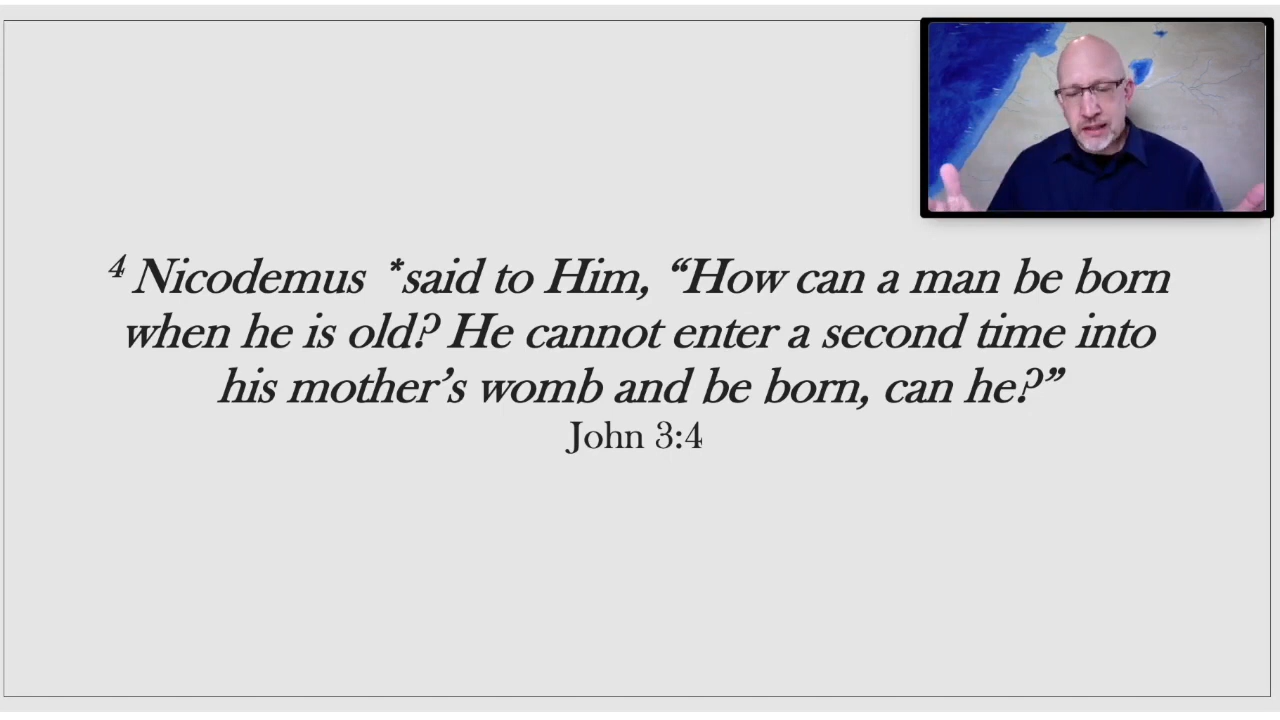 4 Nicodemus *said to Him, “How can a man be born
when he is old? He cannot enter a second time into
his mother’s womb and be born, can he?”
John 3:4